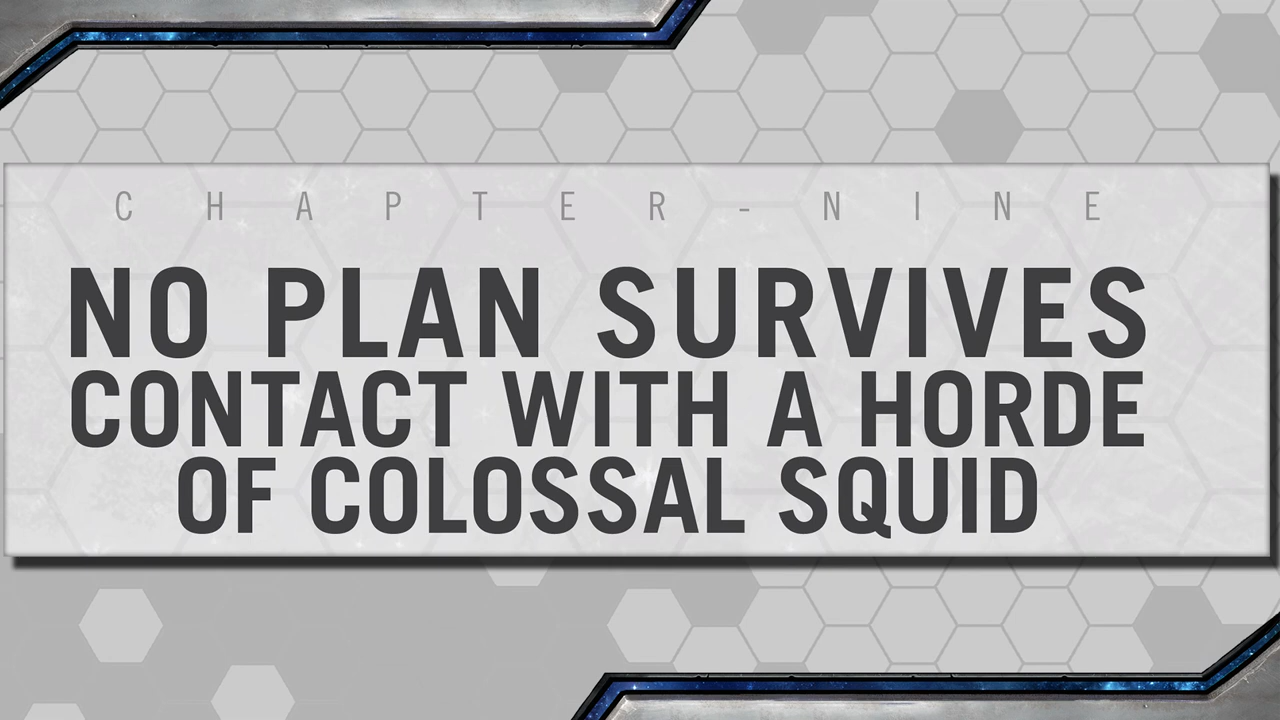 CHAPTER-NINE
NO PLAN SURVIVES
CONTACT WITH A HORDE
OF COLOSSAL SQUID